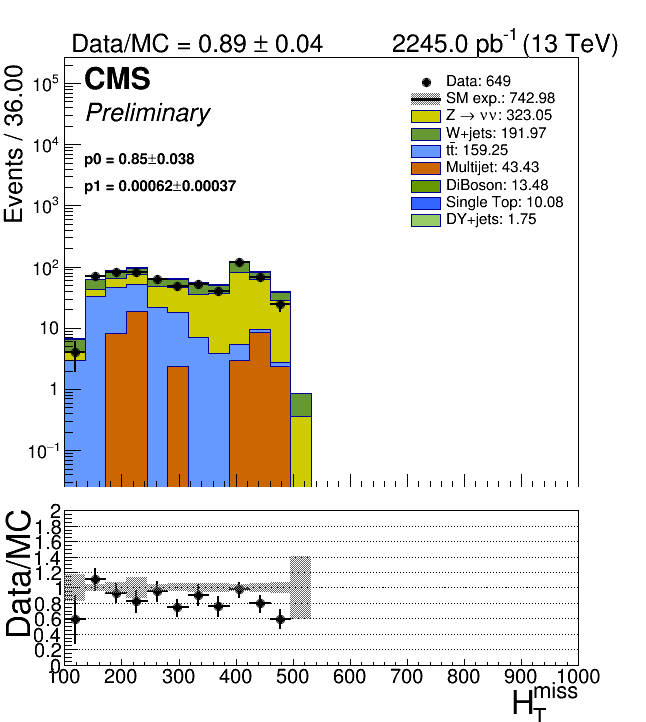 Data/MC = 0.89 ± 0.04 2245.0 pb⁻¹ (13 TeV)
CMS
Preliminary
p0 = 0.85±0.038
p1 = 0.00062±0.00037
Data: 649
SM exp.: 742.98
Z → νν: 323.05
W+jets: 191.97
tt̄: 159.25
Multijet: 43.43
DiBoson: 13.48
Single Top: 10.08
DY+jets: 1.75
Events / 36.00
10⁵
10⁴
10³
10²
10
1
10⁻¹
Data/MC
2
1.8
1.6
1.4
1.2
1
0.8
0.6
0.4
0.2
0
100 200 300 400 500 600 700 800 900 1000
H_T^miss